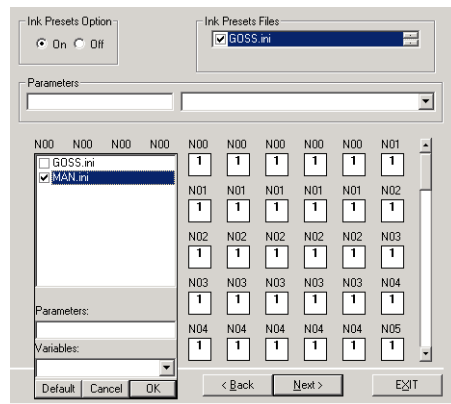 Ink Presets Option
Ink Presets Files
On Off
GOSS.ini
Parameters
N00 N00 N00 N00 N00 N00 N00 N00 N00 N01
GOSS.ini
MAN.ini
1 1 1 1 1 1
N01 N01 N01 N01 N01 N02
1 1 1 1 1 1
N02 N02 N02 N02 N02 N03
1 1 1 1 1 1
N03 N03 N03 N03 N03 N04
1 1 1 1 1 1
Parameters:
N04 N04 N04 N04 N04 N05
1 1 1 1 1 1
Variables:
Default Cancel OK
< Back Next > EXIT